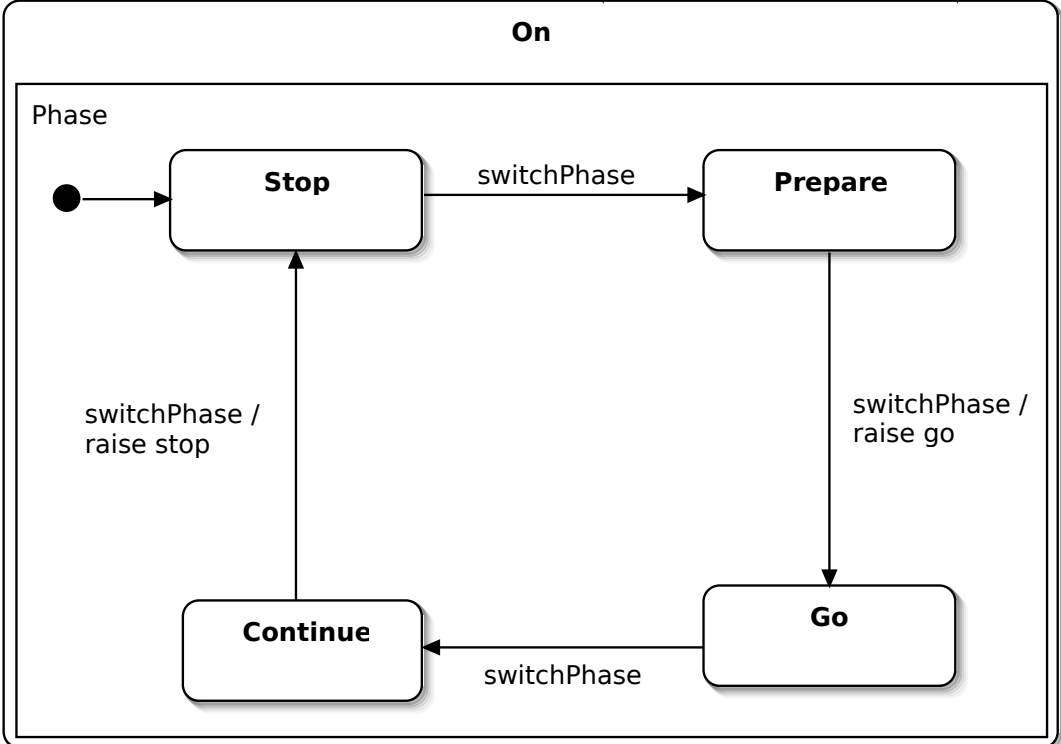 On
Phase
Stop
switchPhase
Prepare
switchPhase /
raise stop
switchPhase /
raise go
Continue
switchPhase
Go